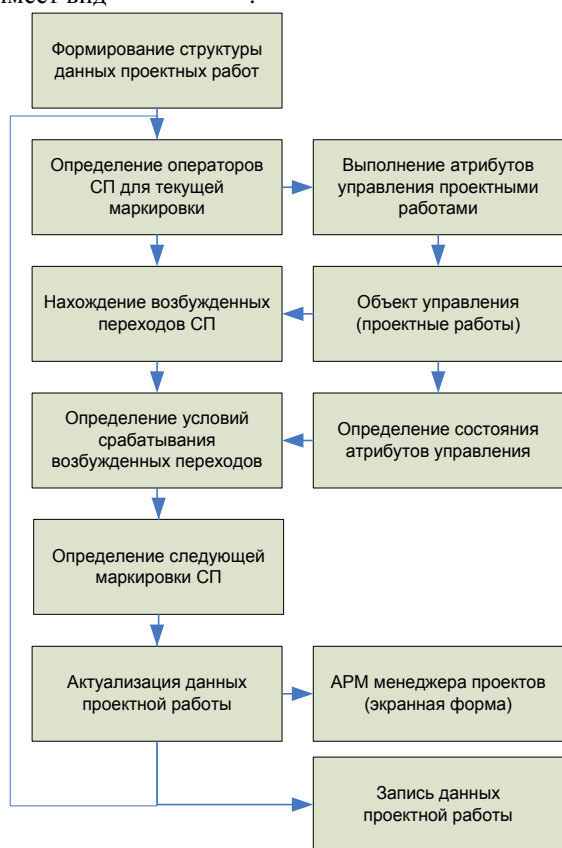 Формирование структуры
данных проектных работ
Определение операторов
СП для текущей
маркировки
Выполнение атрибутов
управления проектными
работами
Нахождение возбужденных
переходов СП
Объект управления
(проектные работы)
Определение условий
срабатывания
возбужденных переходов
Определение состояния
атрибутов управления
Определение следующей
маркировки СП
Актуализация данных
проектной работы
АРМ менеджера проектов
(экранная форма)
Запись данных
проектной работы